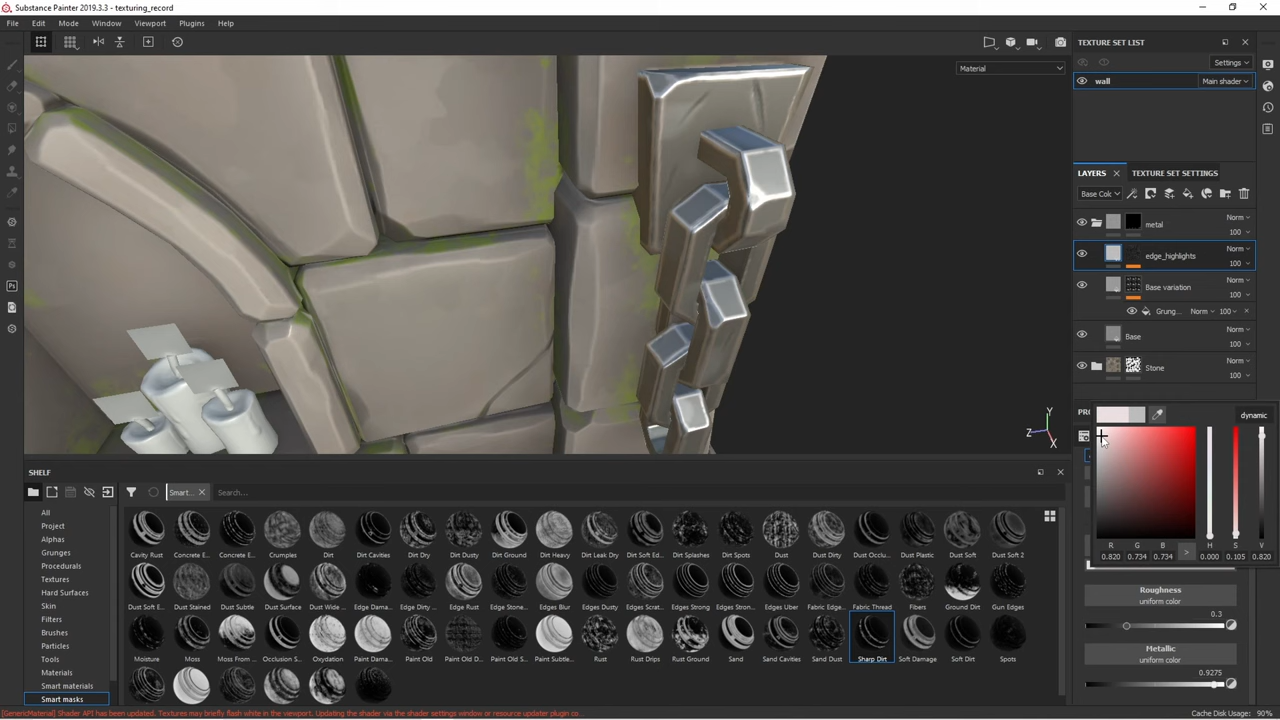 Substance Painter 2019.3.3 - texturing_record
File Edit Mode Window Viewport Plugins Help
Material
TEXTURE SET LIST
Settings
wall Main shader
LAYERS TEXTURE SET SETTINGS
Base Col
metal Norm 100
edge_highlights Norm 100
Base variation Norm 100
Grung... Norm 100
Base Norm 100
Stone Norm 100
dynamic
R G B H S V
0.820 0.734 0.734 > 0.000 0.105 0.820
Roughness
uniform color
0.3
Metallic
uniform color
0.9275
Y
Z
X
SHELF
Smart... Search...
All
Project
Alphas
Grunges
Procedurals
Textures
Hard Surfaces
Skin
Filters
Brushes
Particles
Tools
Materials
Smart materials
Smart masks
Cavity Rust Concrete E... Concrete E... Crumples Dirt Dirt Cavities Dirt Dry Dirt Dusty Dirt Ground Dirt Heavy Dirt Leak Dry Dirt Soft Ed... Dirt Splashes Dirt Spots Dust Dust Dirty Dust Occlu... Dust Plastic Dust Soft Dust Soft 2
Dust Soft E... Dust Stained Dust Subtle Dust Surface Dust Wide ... Edge Dama... Edge Dirty ... Edge Rust Edge Stone... Edges Blur Edges Dusty Edges Scrat... Edges Strong Edges Stron... Edges Uber Fabric Edge... Fabric Thread Fibers Ground Dirt Gun Edges
Moisture Moss Moss From ... Occlusion S... Oxydation Paint Dama... Paint Old Paint Old D... Paint Old S... Paint Subtle... Rust Rust Drips Rust Ground Sand Sand Cavities Sand Dust Sharp Dirt Soft Damage Soft Dirt Spots
[GenericMaterial] Shader API has been updated. Textures may briefly flash white in the viewport. Updating the shader via the shader settings window or resource updater plugin co...
Cache Disk Usage: 90%